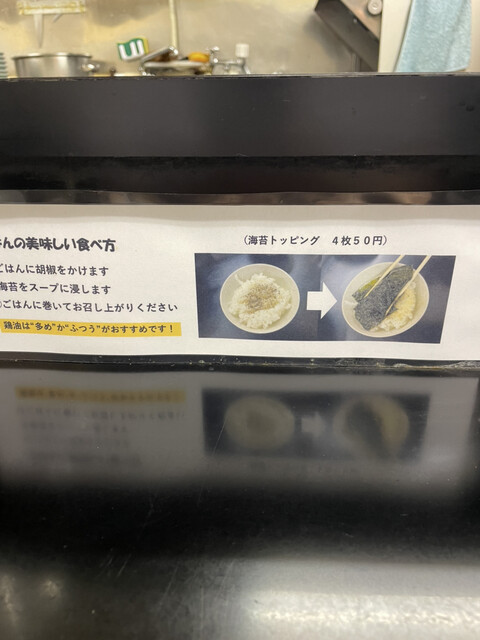 んの美味しい食べ方
ごはんに胡椒をかけます
海苔をスープに浸します
ごはんに巻いてお召し上がりください
鶏油は"多め"か"ふつう"がおすすめです!
(海苔トッピング 4枚50円)